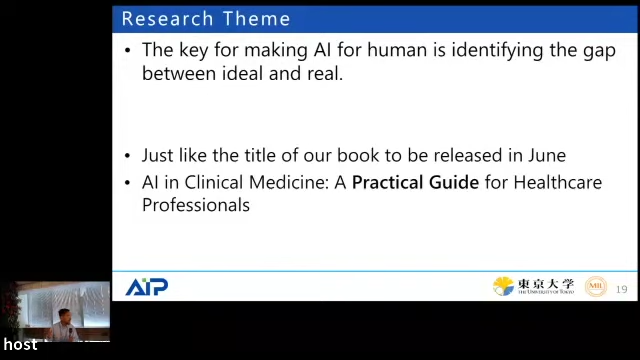 Research Theme
• The key for making AI for human is identifying the gap
between ideal and real.
• Just like the title of our book to be released in June
• AI in Clinical Medicine: A Practical Guide for Healthcare
Professionals
AIP
東京大学
THE UNIVERSITY OF TOKYO
MIL
19
host